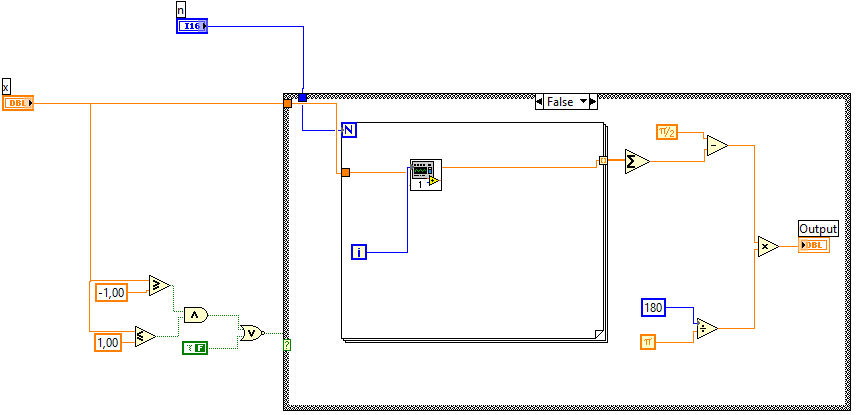 n
I16
x
DBL
False
N
π/2
Σ
-
1
i
Output
DBL
×
≥
-1,00
180
÷
∧
∨
π
≤
1,00
F
?